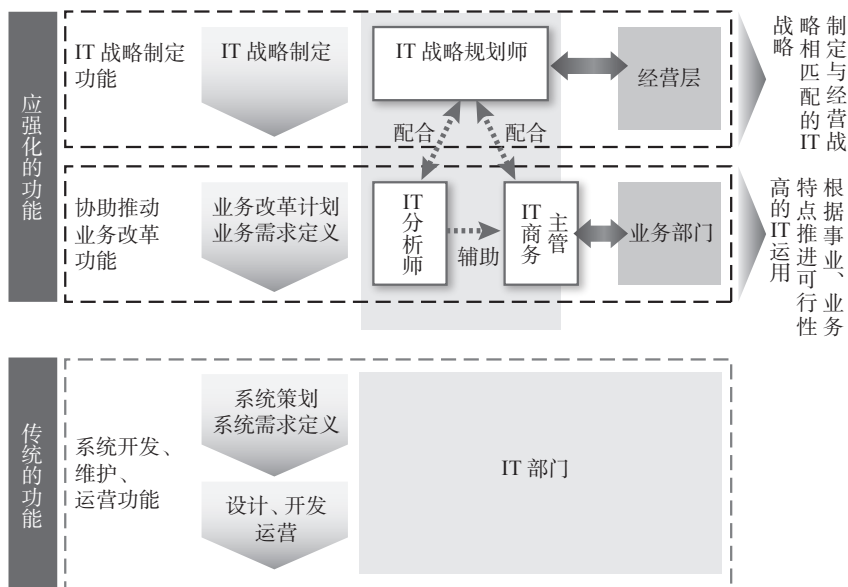 应强化的功能
IT 战略制定
功能
IT 战略制定
IT 战略规划师
经营层
制定与经营战
略相匹配的IT
战略
配合
配合
协助推动
业务改革
功能
业务改革计划
业务需求定义
IT
分析师
辅助
IT
商务
主管
业务部门
根据事业、业务
特点推进可行性
高的IT运用
传统的功能
系统开发、
维护、
运营功能
系统策划
系统需求定义
设计、开发
运营
IT 部门